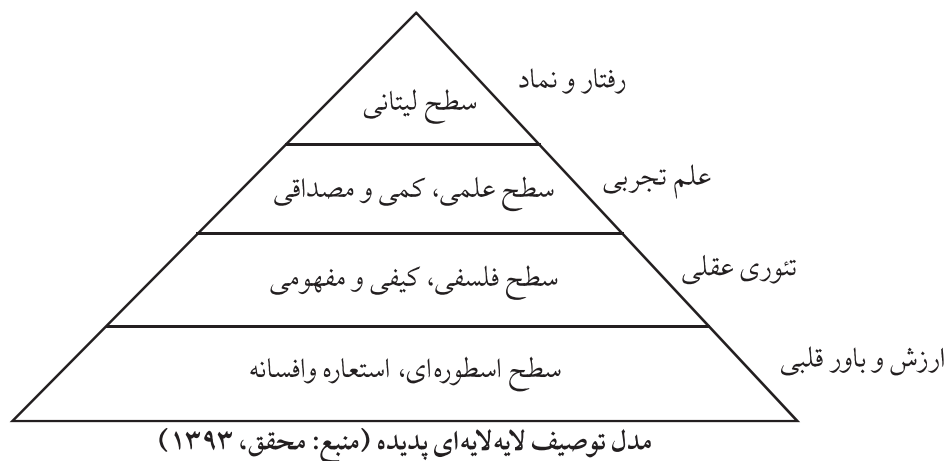 رفتار و نماد
سطح لیتانی
علم تجربی
سطح علمی، کمی و مصداقی
تئوری عقلی
سطح فلسفی، کیفی و مفهومی
ارزش و باور قلبی
سطح اسطوره‌ای، استعاره وافسانه
مدل توصیف لایه‌لایه‌ای پدیده (منبع: محقق، ۱۳۹۳)